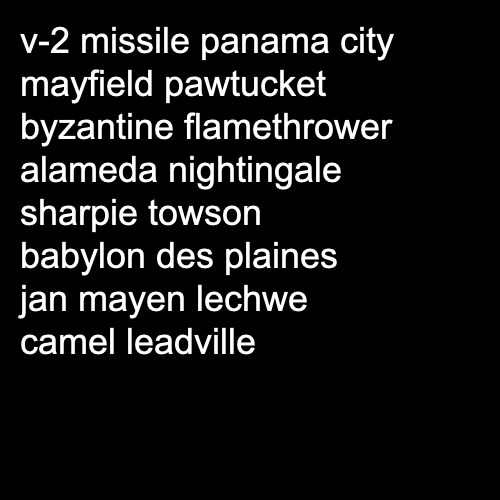 v-2 missile panama city
mayfield pawtucket
byzantine flamethrower
alameda nightingale
sharpie towson
babylon des plaines
jan mayen lechwe
camel leadville